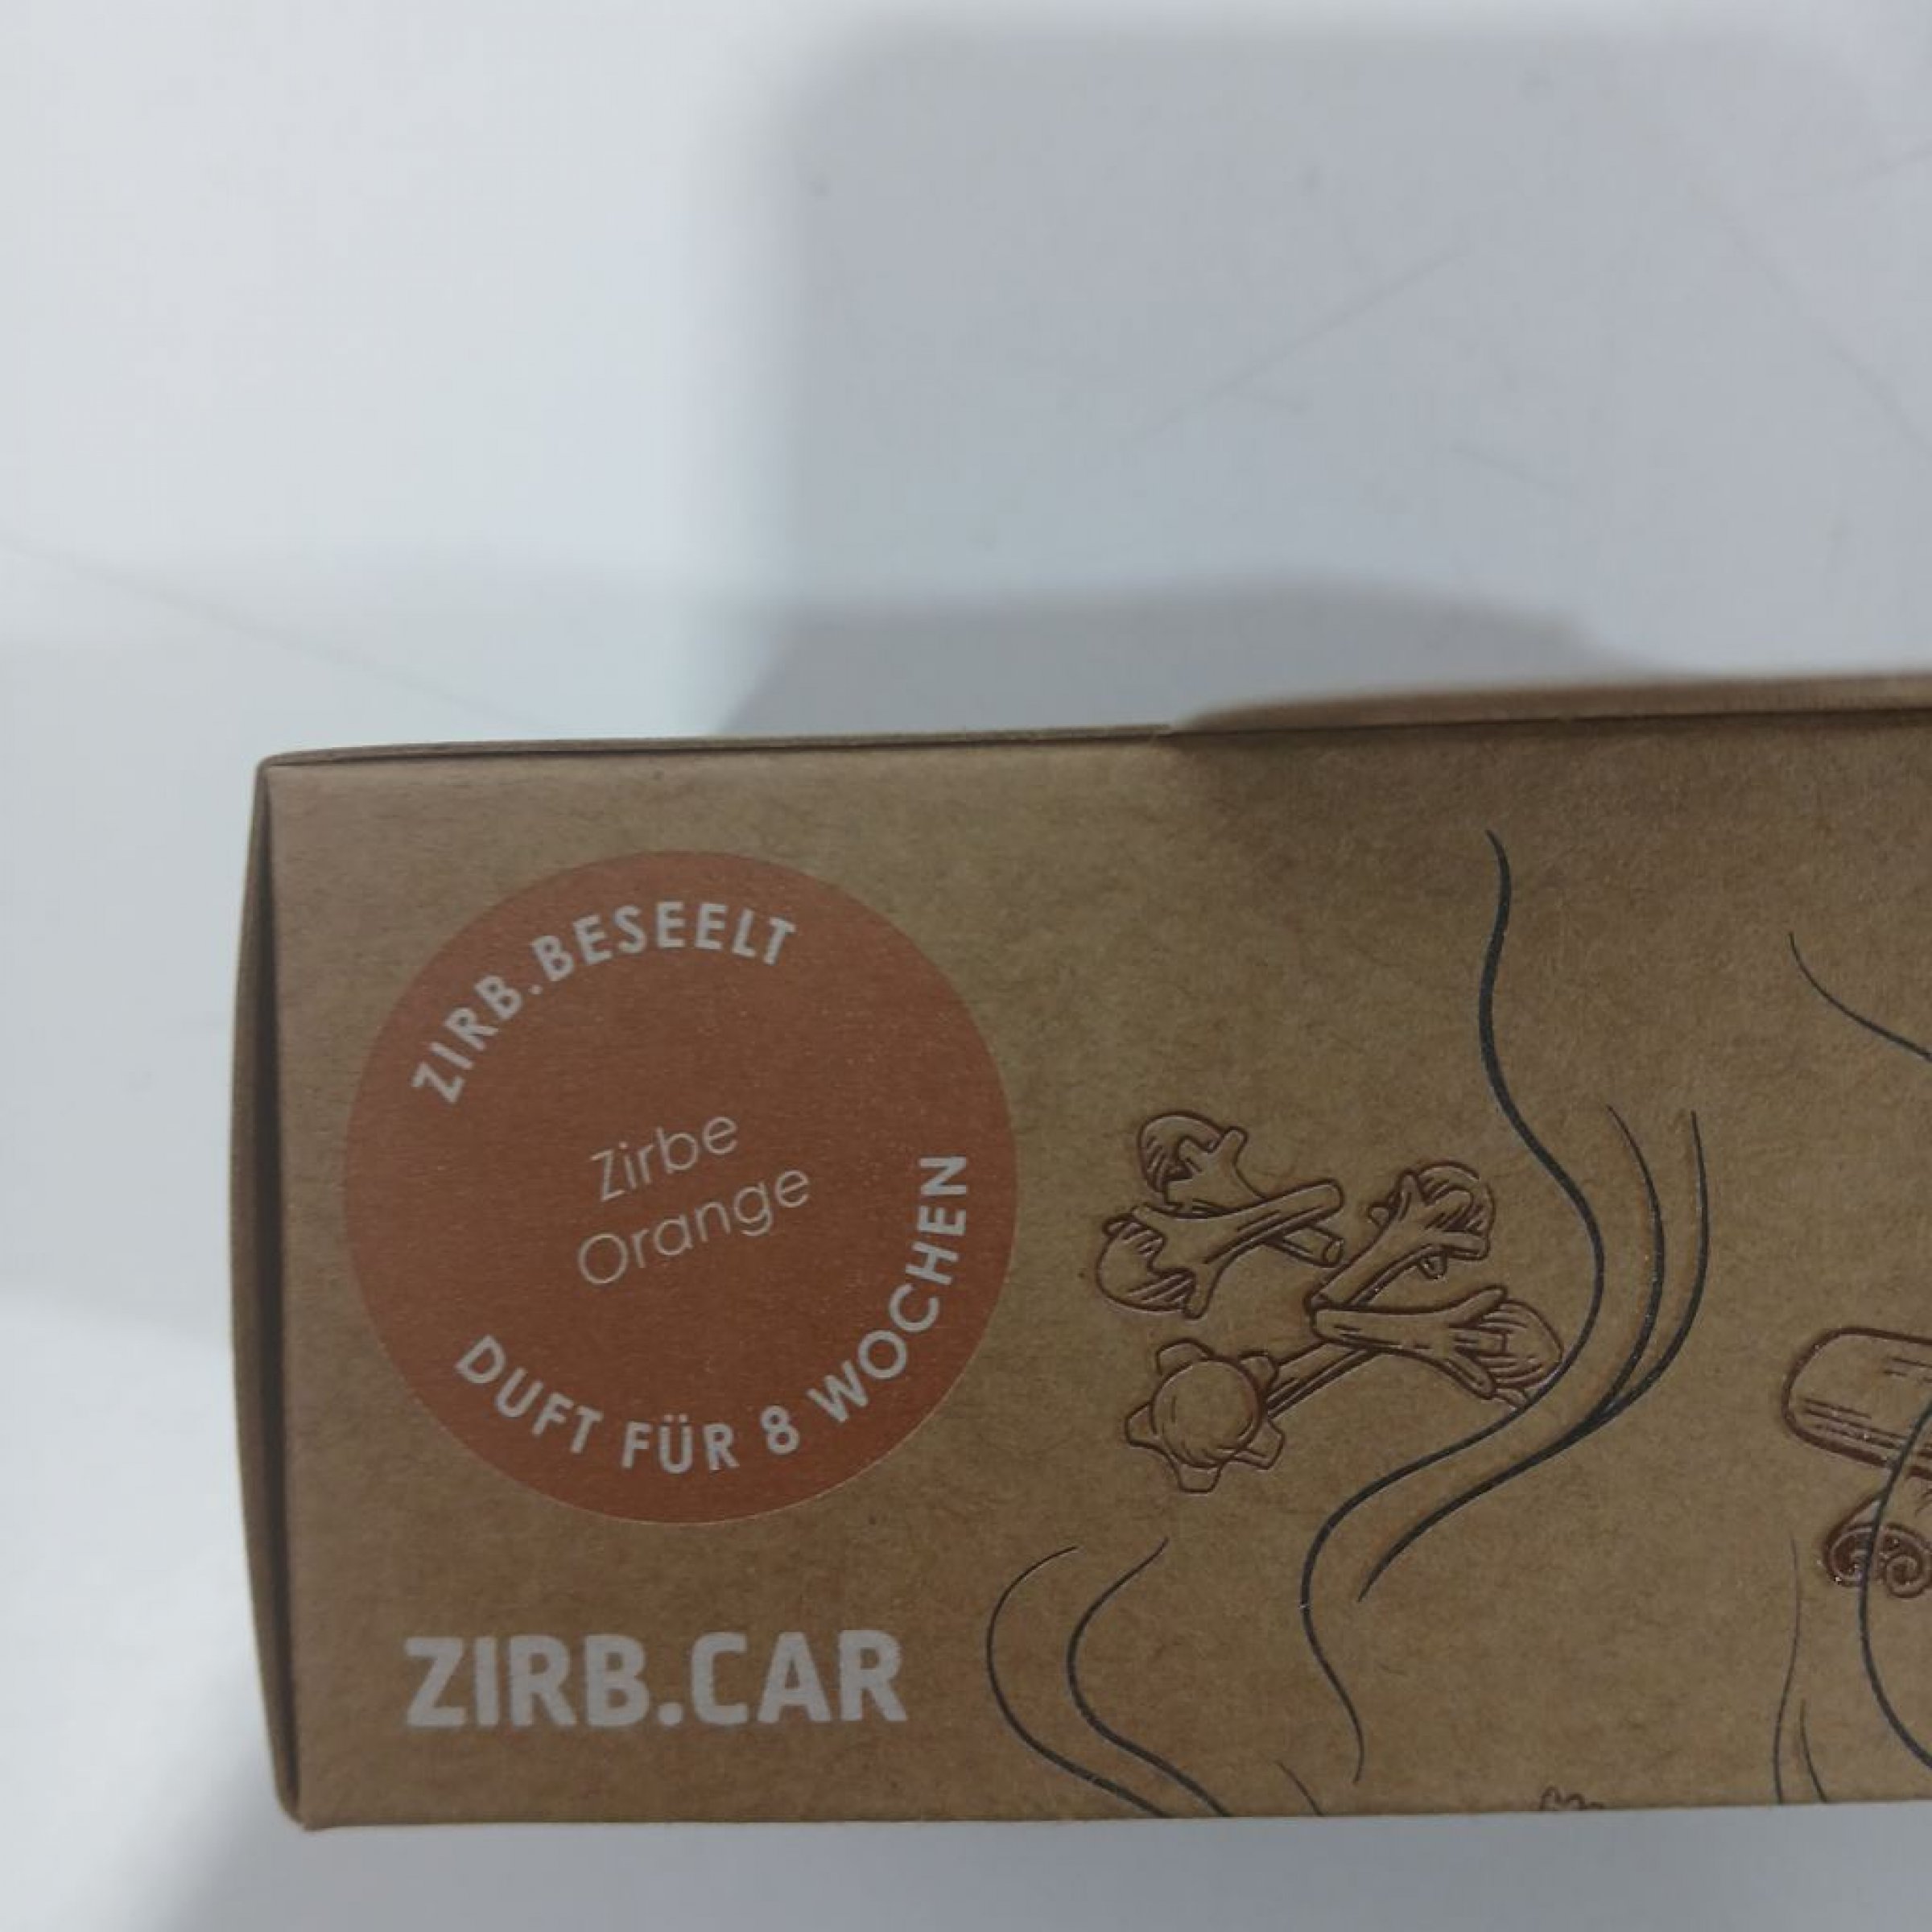 ZIRB.BESEELT
Zirbe
Orange
DUFT FÜR 8 WOCHEN
ZIRB.CAR